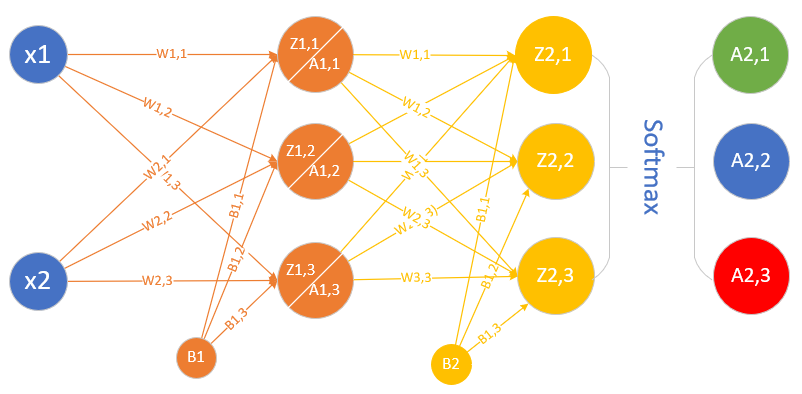 x1
x2
W1,1
W1,2
W2,1
1,3
W2,2
W2,3
B1,1
B1,2
B1,3
B1
Z1,1
A1,1
Z1,2
A1,2
Z1,3
A1,3
W1,1
W1,2
W2,3
W3,3
B1,1
B1,2
B1,3
B2
Z2,1
Z2,2
Z2,3
Softmax
A2,1
A2,2
A2,3